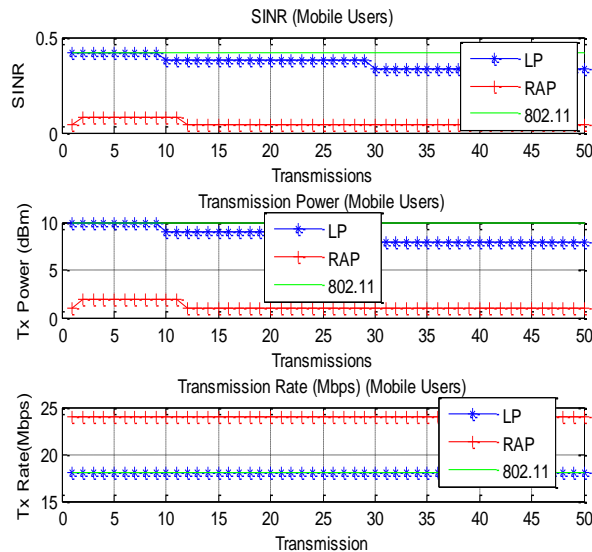 SINR (Mobile Users)
0.5
0
SINR
LP
RAP
802.11
0 5 10 15 20 25 30 35 40 45 50
Transmissions
Transmission Power (Mobile Users)
10
5
0
Tx Power (dBm)
LP
RAP
802.11
0 5 10 15 20 25 30 35 40 45 50
Transmissions
Transmission Rate (Mbps) (Mobile Users)
25
20
15
Tx Rate(Mbps)
LP
RAP
802.11
0 5 10 15 20 25 30 35 40 45 50
Transmission